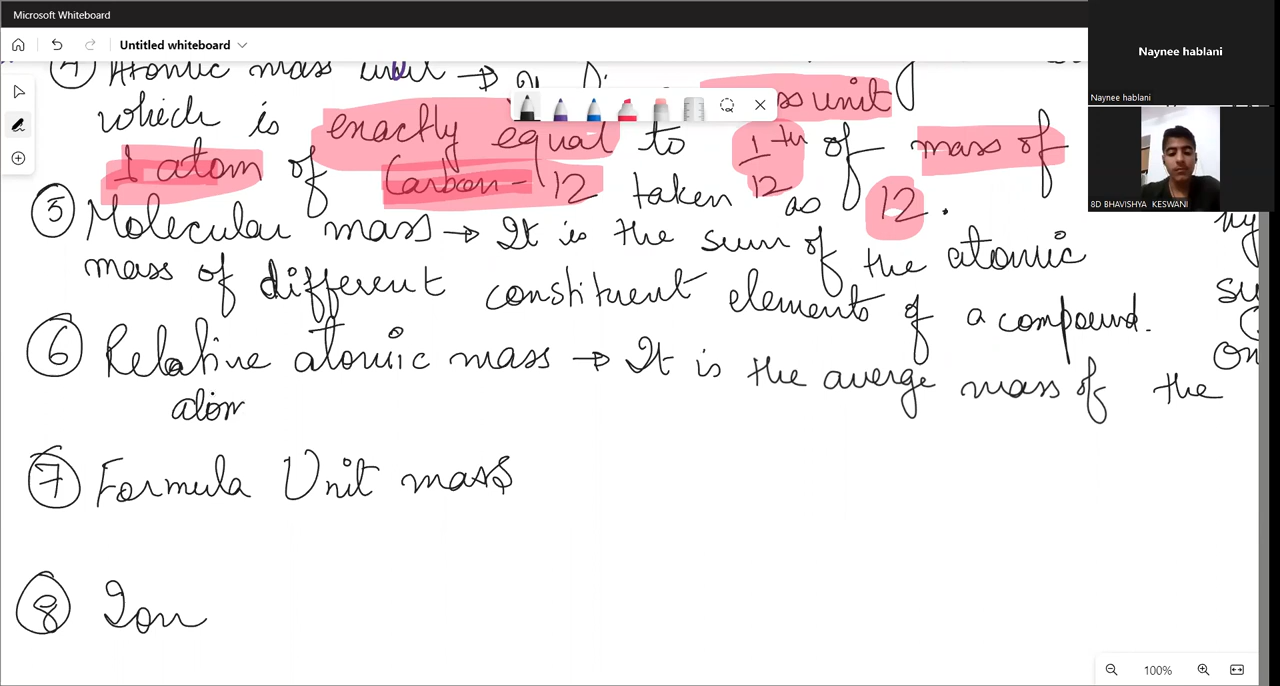 Microsoft Whiteboard
Untitled whiteboard
Naynee hablani
Naynee hablani
8D BHAVISHYA KESWANI
④ Atomic mass unit → unit
which is exactly equal to 1/12 th of mass of
1 atom of Carbon-12 taken as 12.
⑤ Molecular mass → It is the sum of the atomic
mass of different constituent elements of a compound.
⑥ Relative atomic mass → It is the averge mass of the
atom
⑦ Formula Unit mass
⑧ Ion
100%